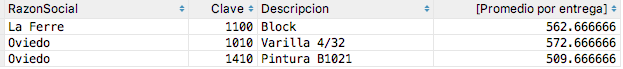 RazonSocial Clave Descripcion [Promedio por entrega]
La Ferre 1100 Block 562.666666
Oviedo 1010 Varilla 4/32 572.666666
Oviedo 1410 Pintura B1021 509.666666